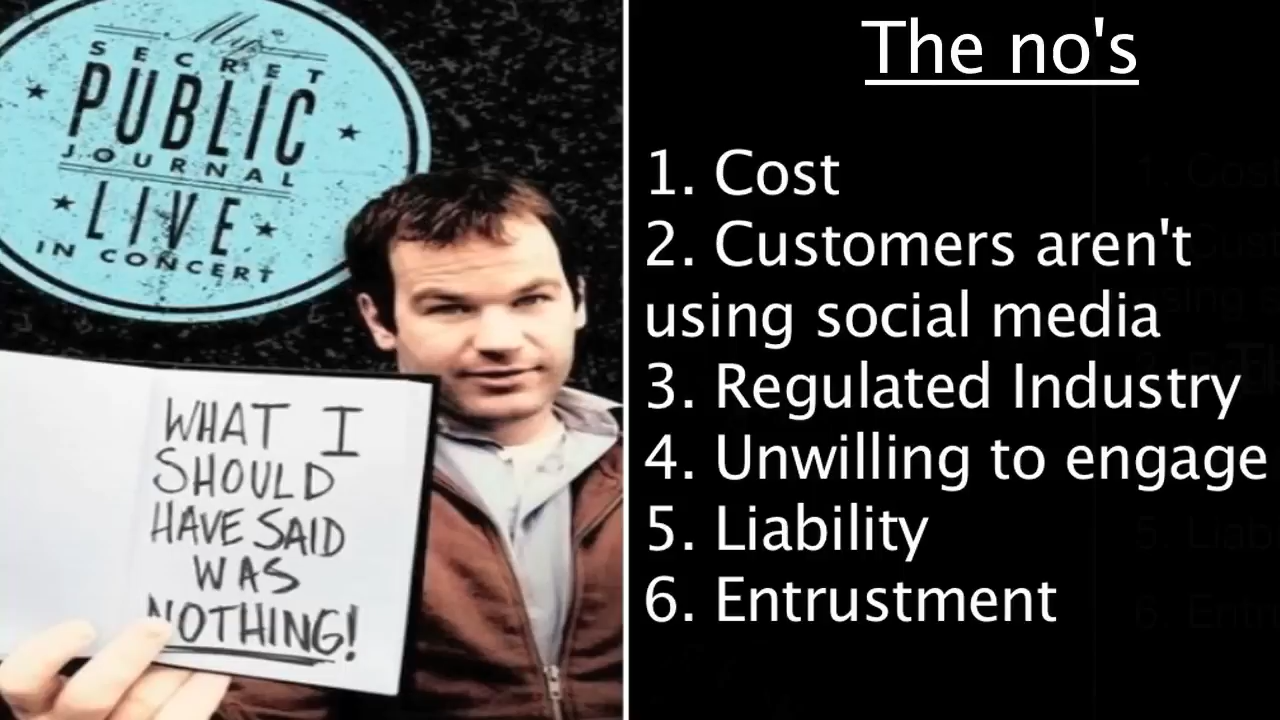 My
SECRET
PUBLIC
JOURNAL
LIVE
IN CONCERT
WHAT I
SHOULD
HAVE SAID
WAS
NOTHING!
The no's
1. Cost
2. Customers aren't
using social media
3. Regulated Industry
4. Unwilling to engage
5. Liability
6. Entrustment